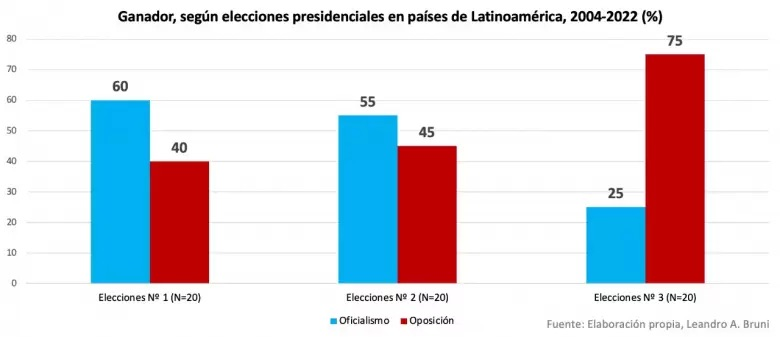 Ganador, según elecciones presidenciales en países de Latinoamérica, 2004-2022 (%)
80
70
60
50
40
30
20
10
0
60
40
55
45
25
75
Elecciones Nº 1 (N=20)
Elecciones Nº 2 (N=20)
Elecciones Nº 3 (N=20)
Oficialismo
Oposición
Fuente: Elaboración propia, Leandro A. Bruni